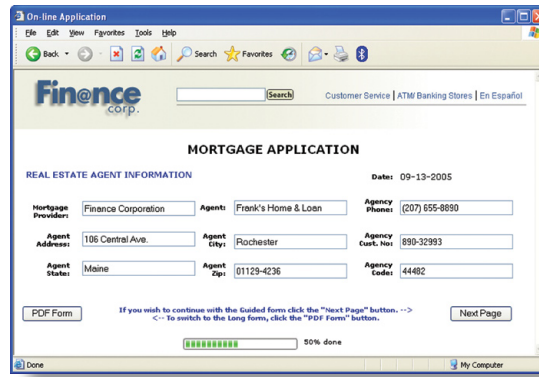 On-line Application
File Edit View Favorites Tools Help
Back Search Favorites
Fin@nce corp.
Search
Customer Service | ATM/ Banking Stores | En Español
MORTGAGE APPLICATION
REAL ESTATE AGENT INFORMATION Date: 09-13-2005
Mortgage Provider: Finance Corporation Agent: Frank's Home & Loan Agency Phone: (207) 655-8890
Agent Address: 106 Central Ave. Agent City: Rochester Agency Cust. No: 890-32993
Agent State: Maine Agent Zip: 01129-4236 Agency Code: 44482
PDF Form
If you wish to continue with the Guided form click the "Next Page" button. -->
<-- To switch to the Long form, click the "PDF Form" button.
Next Page
50% done
Done My Computer